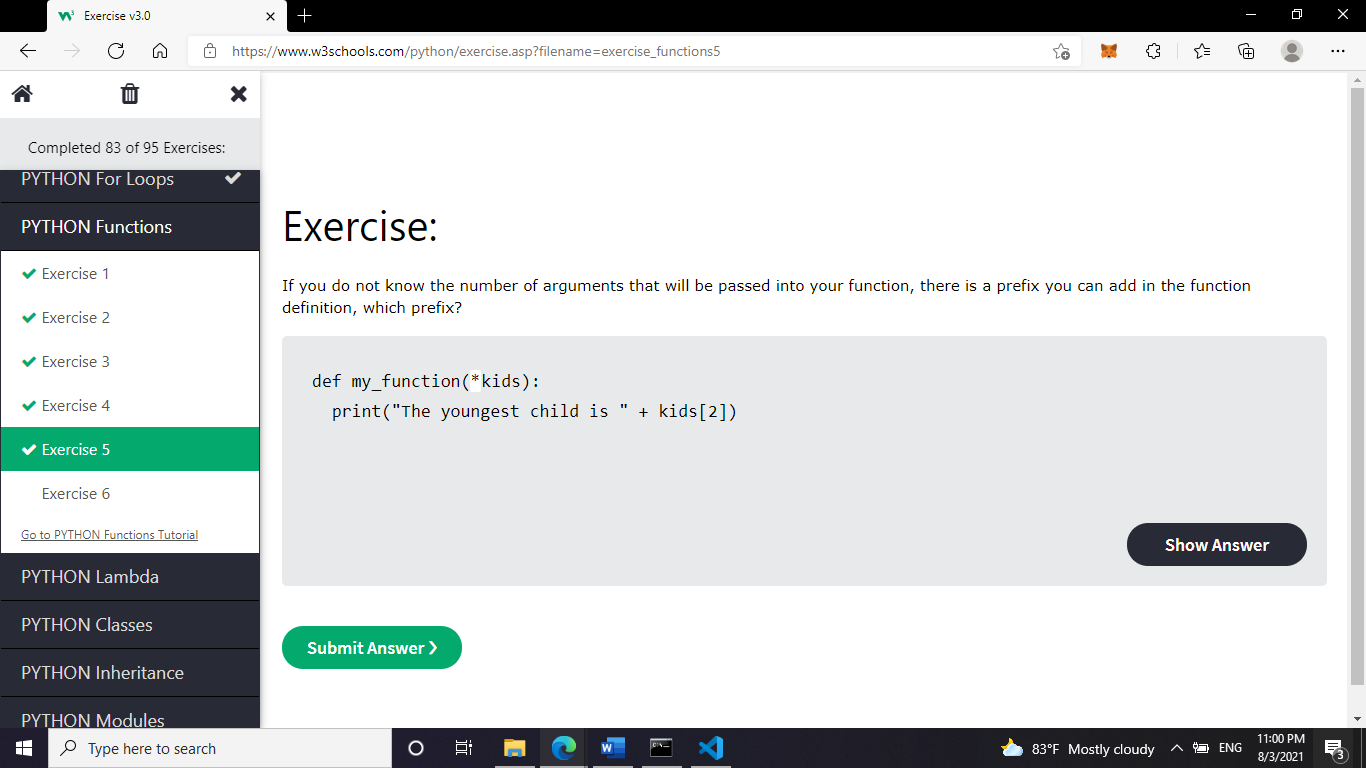 Exercise v3.0
https://www.w3schools.com/python/exercise.asp?filename=exercise_functions5
Completed 83 of 95 Exercises:
PYTHON For Loops
PYTHON Functions
Exercise 1
Exercise 2
Exercise 3
Exercise 4
Exercise 5
Exercise 6
Go to PYTHON Functions Tutorial
PYTHON Lambda
PYTHON Classes
PYTHON Inheritance
PYTHON Modules
Exercise:
If you do not know the number of arguments that will be passed into your function, there is a prefix you can add in the function
definition, which prefix?
def my_function(*kids):
print("The youngest child is " + kids[2])
Show Answer
Submit Answer ❯
Type here to search
83°F Mostly cloudy
ENG
11:00 PM
8/3/2021
3